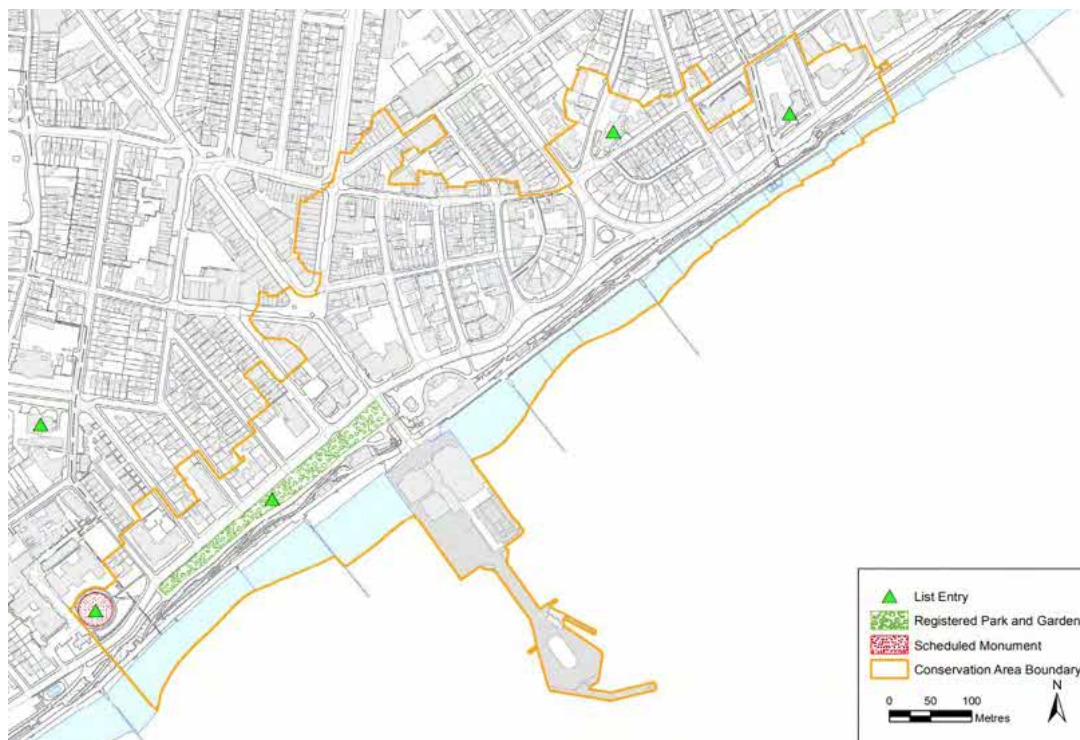 List Entry
Registered Park and Garden
Scheduled Monument
Conservation Area Boundary
N
0 50 100
Metres